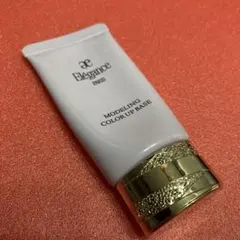 Elégance
PARIS
MODELING
COLOR UP BASE